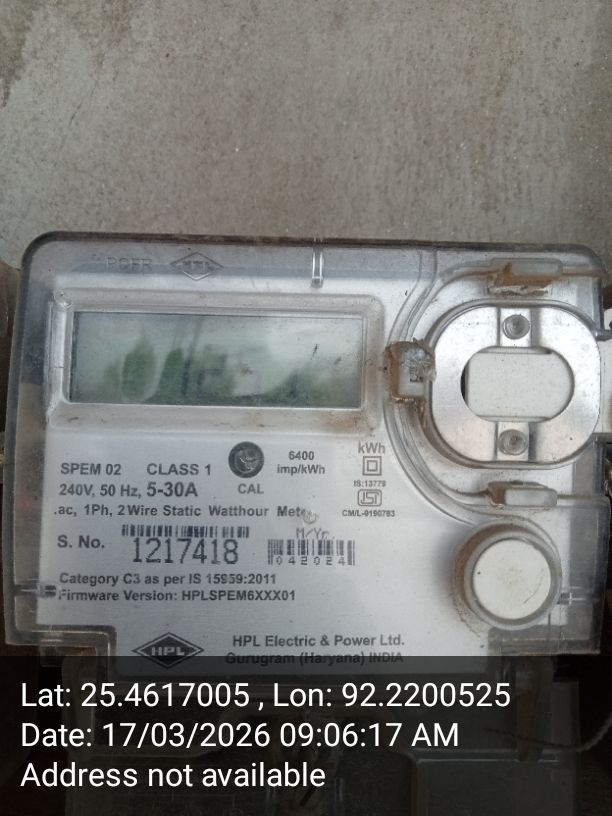 HPL
kWh
6400
imp/kWh
SPEM 02 CLASS 1
240V, 50 Hz, 5-30A CAL
IS:13779
ISI
CM/L-9190783
.ac, 1Ph, 2 Wire Static Watthour Meter
M/Yr.
S. No. 1217418
042024
Category C3 as per IS 15959:2011
Firmware Version: HPLSPEM6XXX01
HPL
HPL Electric & Power Ltd.
Gurugram (Haryana) INDIA
Lat: 25.4617005 , Lon: 92.2200525
Date: 17/03/2026 09:06:17 AM
Address not available